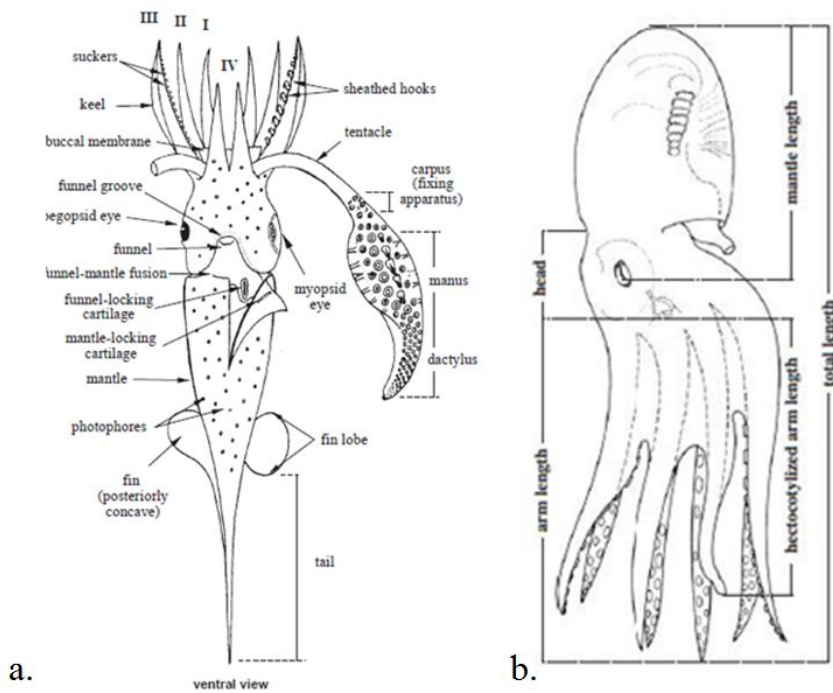 III II I
IV
suckers
keel
buccal membrane
funnel groove
pegopsid eye
funnel
funnel-mantle fusion
funnel-locking
cartilage
mantle-locking
cartilage
mantle
photophores
fin
(posteriorly
concave)
sheathed hooks
tentacle
carpus
(fixing
apparatus)
myopsid
eye
manus
dactylus
fin lobe
tail
a.
ventral view
head
arm length
mantle length
hectocotylized arm length
total length
b.